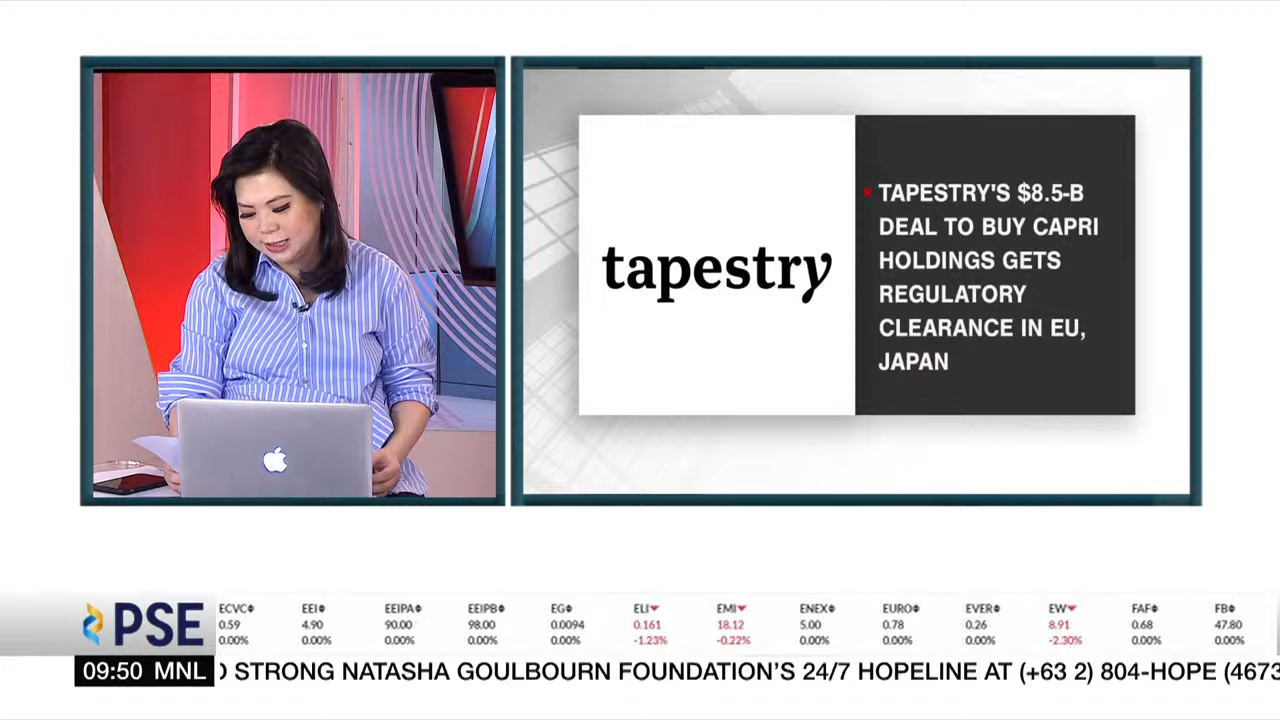 tapestry
TAPESTRY'S $8.5-B
DEAL TO BUY CAPRI
HOLDINGS GETS
REGULATORY
CLEARANCE IN EU,
JAPAN
PSE
ECVC EEI EEIPA EEIPB EG ELI EMI ENEX EURO EVER EW FAF FB
0.59 4.90 90.00 98.00 0.0094 0.161 18.12 5.00 0.78 0.26 8.91 0.68 47.80
0.00% 0.00% 0.00% 0.00% 0.00% -1.23% -0.22% 0.00% 0.00% 0.00% -2.30% 0.00% 0.00%
09:50 MNL STRONG NATASHA GOULBOURN FOUNDATION'S 24/7 HOPELINE AT (+63 2) 804-HOPE (4673